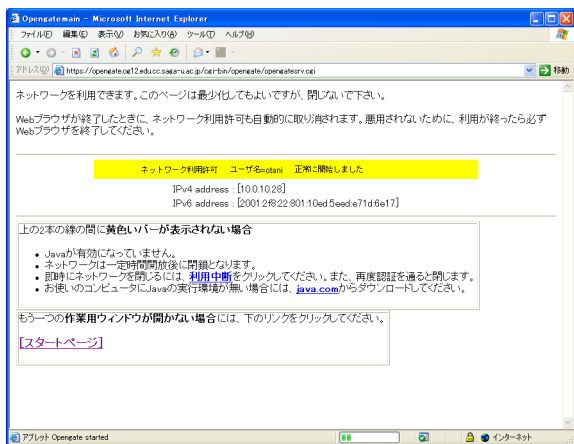 Opengatemain - Microsoft Internet Explorer
ファイル(F) 編集(E) 表示(V) お気に入り(A) ツール(T) ヘルプ(H)
アドレス(D) https://opengate.og12.edu.cc.saga-u.ac.jp/cgi-bin/opengate/opengatesrv.cgi 移動
ネットワークを利用できます。このページは最少化してもよいですが、閉じないで下さい。
Webブラウザが終了したときに、ネットワーク利用許可も自動的に取り消されます。悪用されないために、利用が終ったら必ず
Webブラウザを終了してください。
ネットワーク利用許可 ユーザ名=otani 正常に開始しました
IPv4 address : [10.0.10.28]
IPv6 address : [2001:2f8:22:801:10ed:5eed:e71d:6e17]
上の2本の線の間に黄色いバーが表示されない場合
• Javaが有効になっていません。
• ネットワークは一定時間開放後に閉鎖となります。
• 即時にネットワークを閉じるには、利用中断をクリックしてください。また、再度認証を通ると閉じます。
• お使いのコンピュータにJavaの実行環境が無い場合には、java.comからダウンロードしてください。
もう一つの作業用ウィンドウが開かない場合には、下のリンクをクリックしてください。
[スタートページ]
アプレット Opengate started インターネット